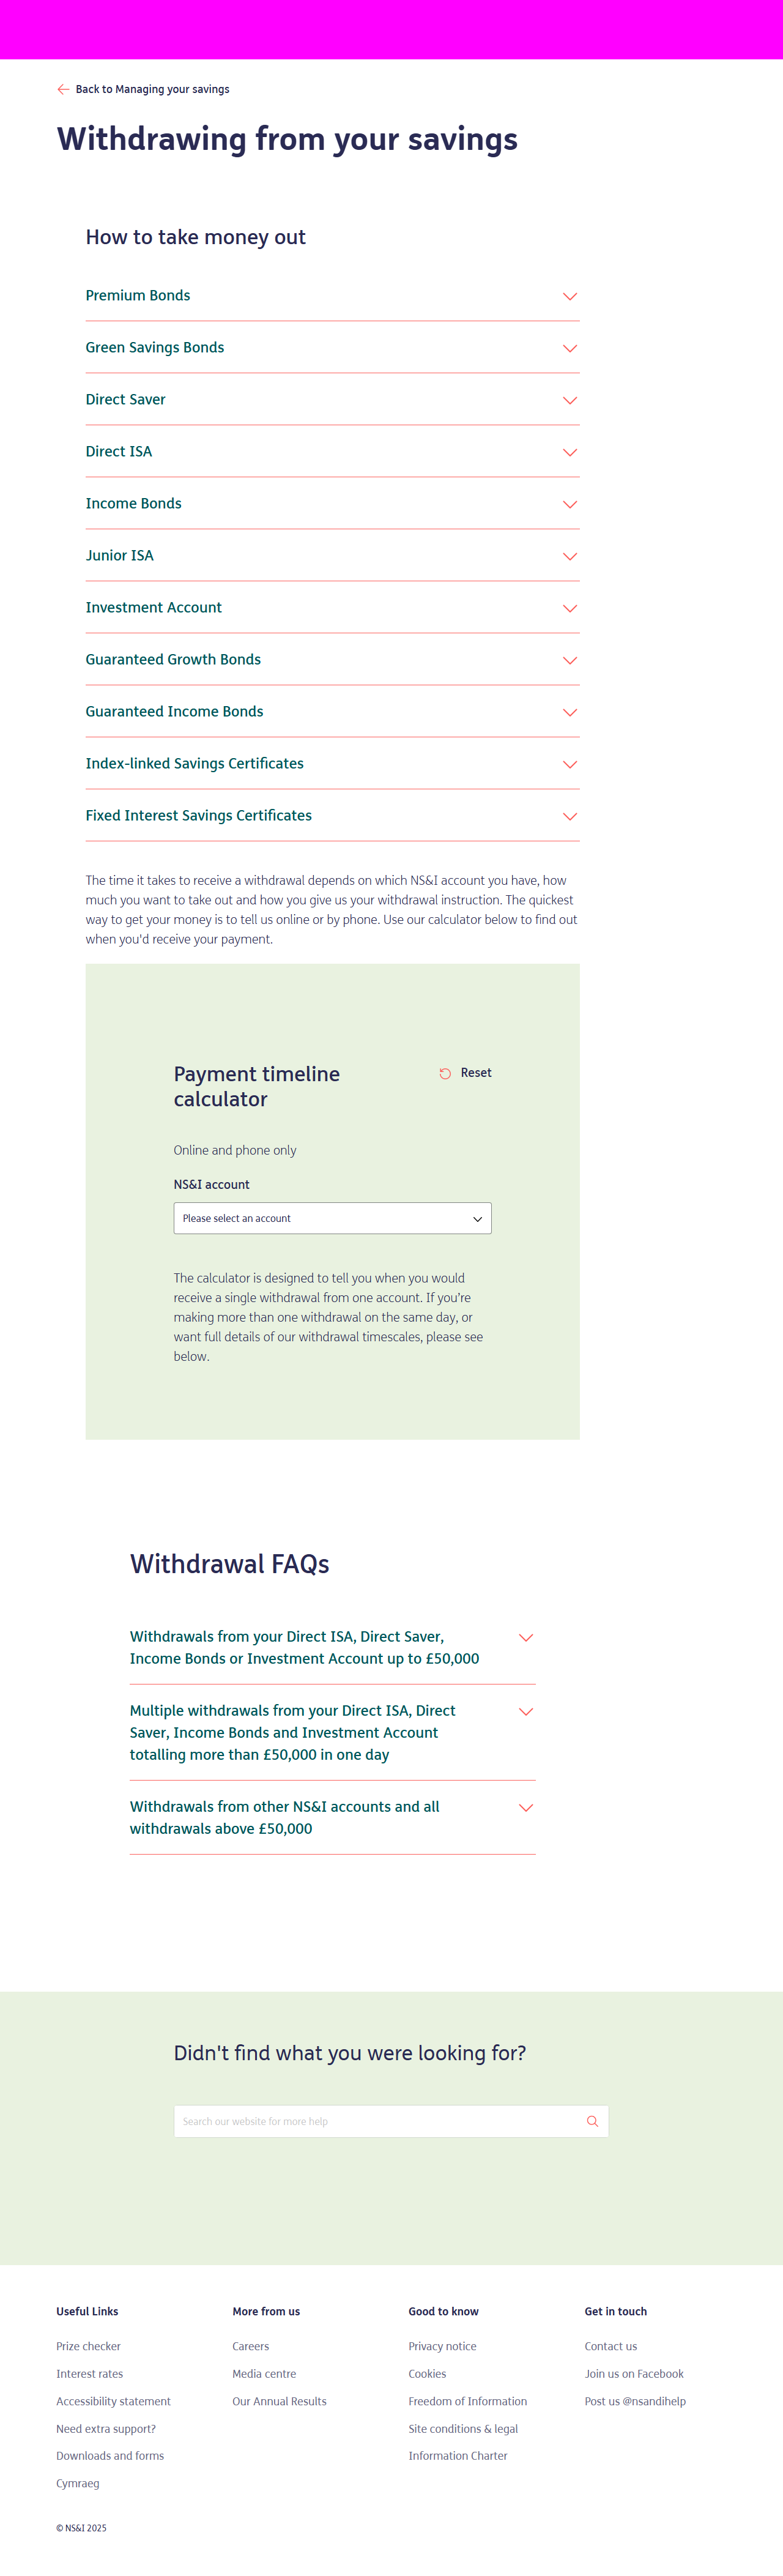 Back to Managing your savings
Withdrawing from your savings
How to take money out
Premium Bonds
Green Savings Bonds
Direct Saver
Direct ISA
Income Bonds
Junior ISA
Investment Account
Guaranteed Growth Bonds
Guaranteed Income Bonds
Index-linked Savings Certificates
Fixed Interest Savings Certificates
The time it takes to receive a withdrawal depends on which NS&I account you have, how
much you want to take out and how you give us your withdrawal instruction. The quickest
way to get your money is to tell us online or by phone. Use our calculator below to find out
when you'd receive your payment.
Payment timeline
calculator
Reset
Online and phone only
NS&I account
Please select an account
The calculator is designed to tell you when you would
receive a single withdrawal from one account. If you're
making more than one withdrawal on the same day, or
want full details of our withdrawal timescales, please see
below.
Withdrawal FAQs
Withdrawals from your Direct ISA, Direct Saver,
Income Bonds or Investment Account up to £50,000
Multiple withdrawals from your Direct ISA, Direct
Saver, Income Bonds and Investment Account
totalling more than £50,000 in one day
Withdrawals from other NS&I accounts and all
withdrawals above £50,000
Didn't find what you were looking for?
Search our website for more help
Useful Links
Prize checker
Interest rates
Accessibility statement
Need extra support?
Downloads and forms
Cymraeg
More from us
Careers
Media centre
Our Annual Results
Good to know
Privacy notice
Cookies
Freedom of Information
Site conditions & legal
Information Charter
Get in touch
Contact us
Join us on Facebook
Post us @nsandihelp
© NS&I 2025